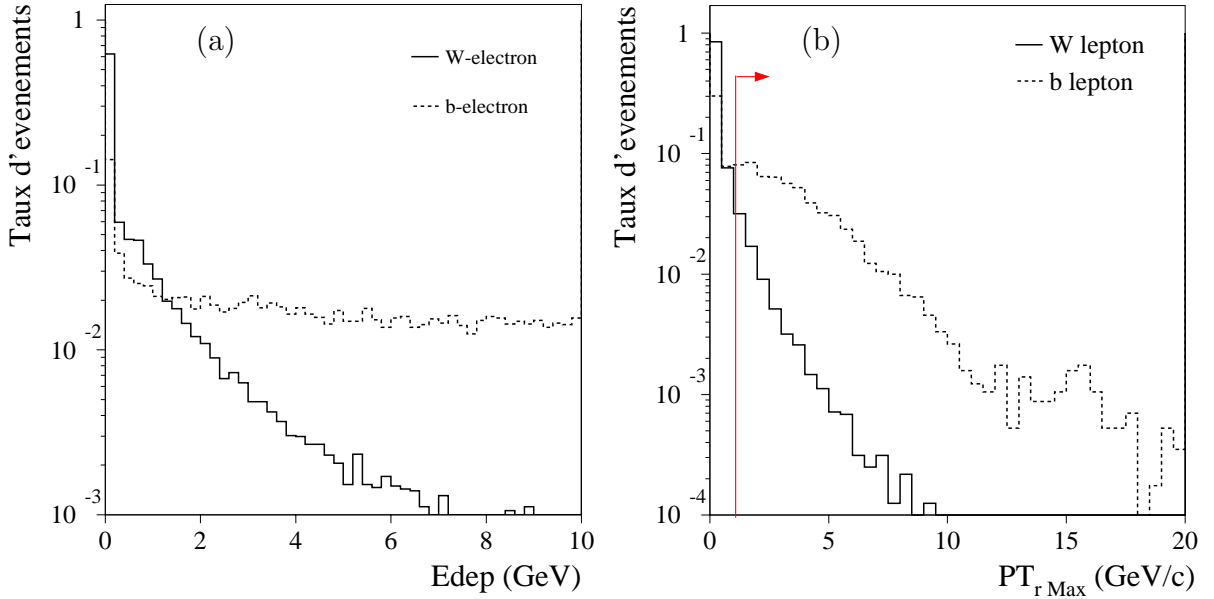 (a)
W-electron
b-electron
Taux d'evenements
1
10 -1
10 -2
10 -3
0 2 4 6 8 10
Edep (GeV)
(b)
W lepton
b lepton
Taux d'evenements
1
10 -1
10 -2
10 -3
10 -4
0 5 10 15 20
PT r Max (GeV/c)